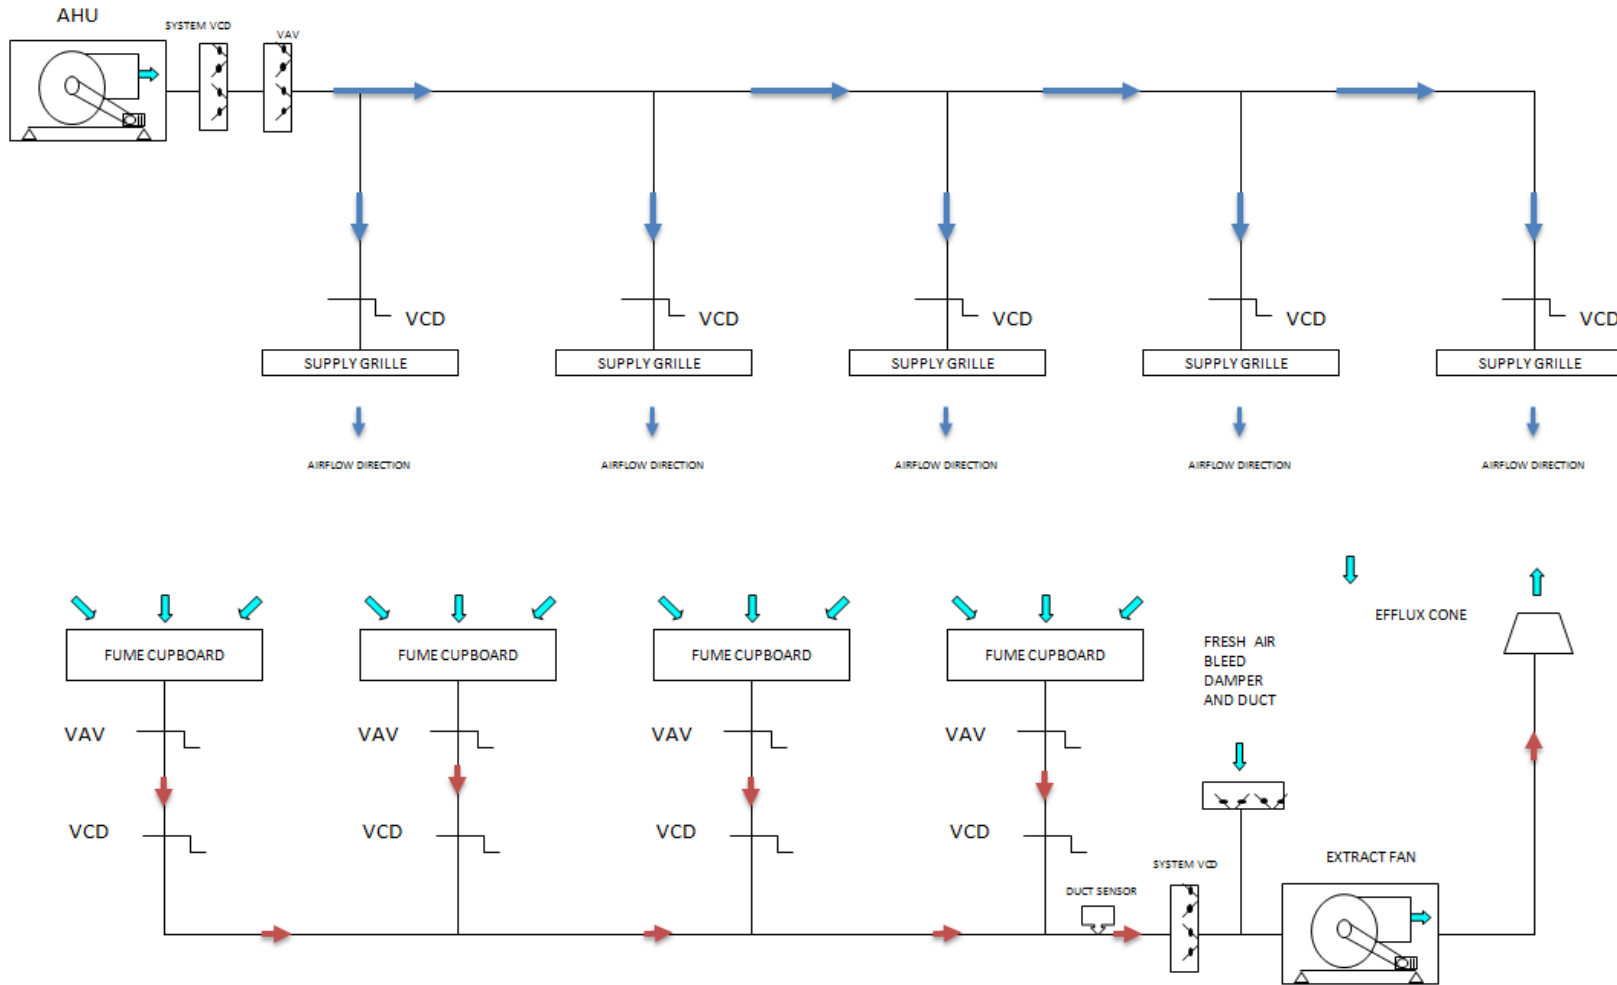 AHU
SYSTEM VCD
VAV
VCD
VCD
VCD
VCD
VCD
SUPPLY GRILLE
SUPPLY GRILLE
SUPPLY GRILLE
SUPPLY GRILLE
SUPPLY GRILLE
AIRFLOW DIRECTION
AIRFLOW DIRECTION
AIRFLOW DIRECTION
AIRFLOW DIRECTION
AIRFLOW DIRECTION
EFFLUX CONE
FUME CUPBOARD
FUME CUPBOARD
FUME CUPBOARD
FUME CUPBOARD
FRESH AIR
BLEED
DAMPER
AND DUCT
VAV
VAV
VAV
VAV
VCD
VCD
VCD
VCD
SYSTEM VCD
EXTRACT FAN
DUCT SENSOR